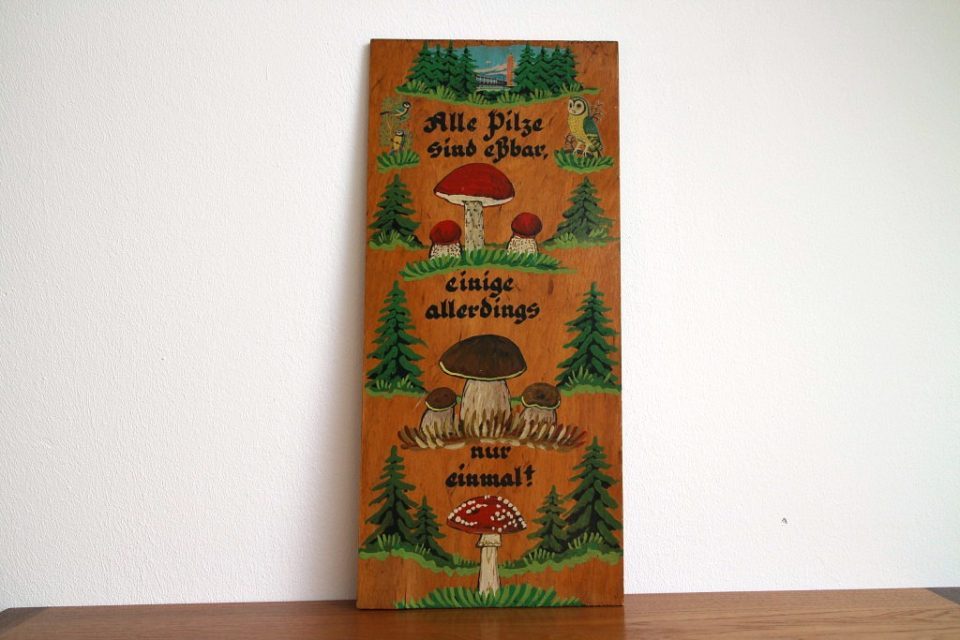 Alle Pilze
sind eßbar,
einige
allerdings
nur
einmal!